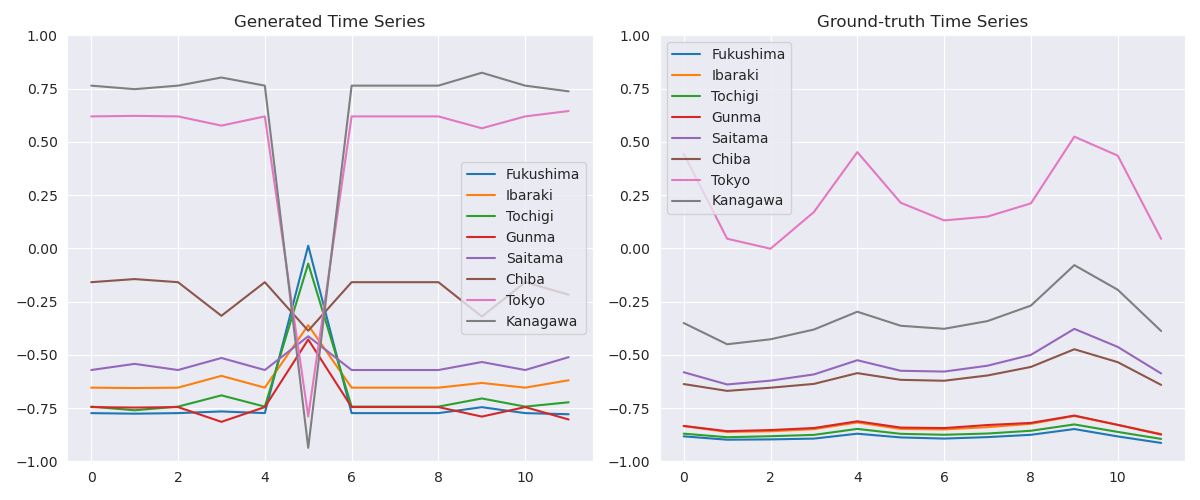 Generated Time Series
1.00
0.75
0.50
0.25
0.00
−0.25
−0.50
−0.75
−1.00
0 2 4 6 8 10
Fukushima
Ibaraki
Tochigi
Gunma
Saitama
Chiba
Tokyo
Kanagawa
Ground-truth Time Series
1.00
0.75
0.50
0.25
0.00
−0.25
−0.50
−0.75
−1.00
0 2 4 6 8 10
Fukushima
Ibaraki
Tochigi
Gunma
Saitama
Chiba
Tokyo
Kanagawa